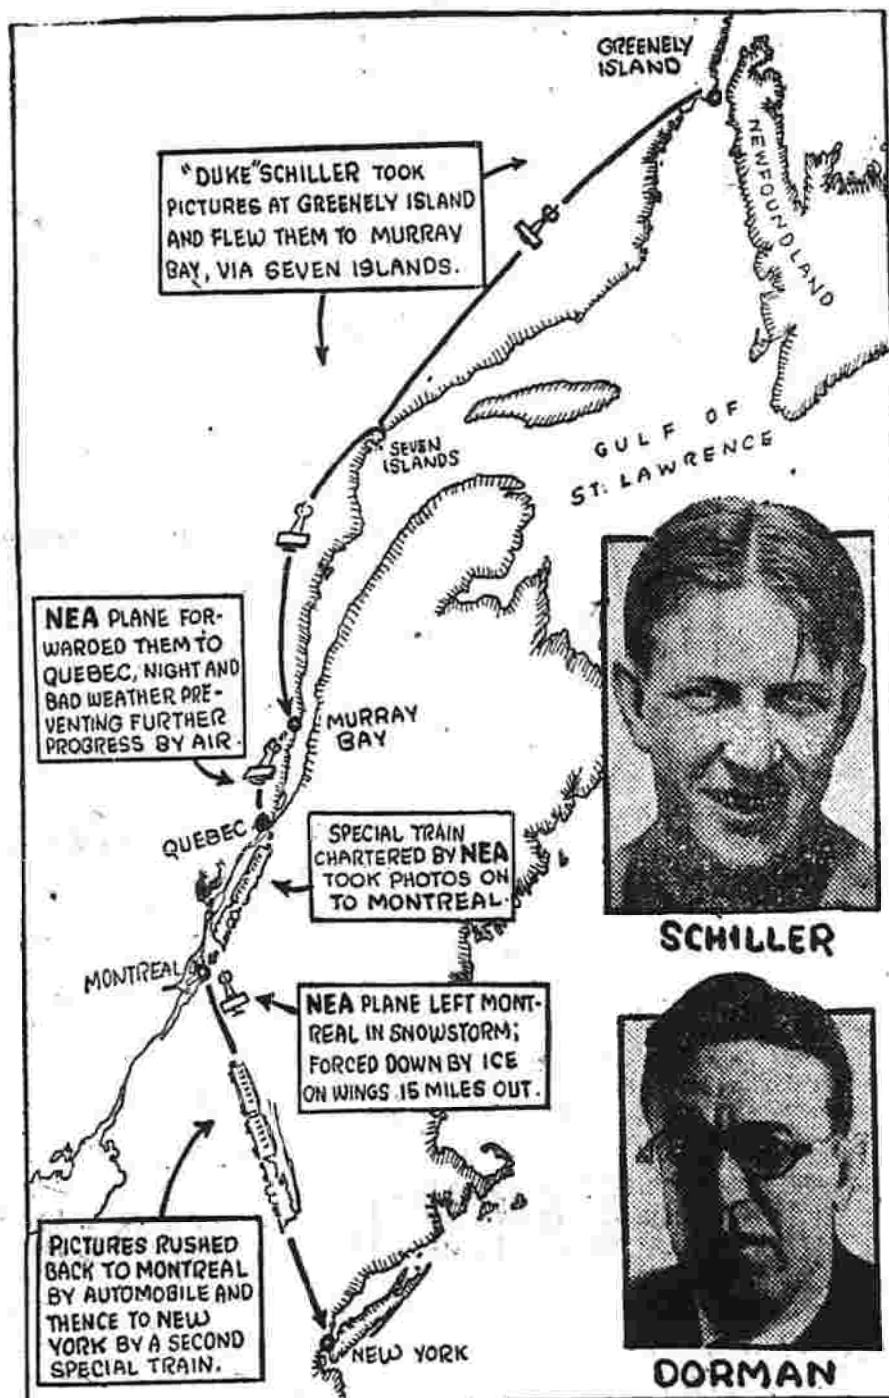 GREENELY
ISLAND
"DUKE" SCHILLER TOOK
PICTURES AT GREENELY ISLAND
AND FLEW THEM TO MURRAY
BAY, VIA SEVEN ISLANDS.
NEWFOUNDLAND
GULF OF
ST. LAWRENCE
SEVEN
ISLANDS
NEA PLANE FOR-
WARDED THEM TO
QUEBEC, NIGHT AND
BAD WEATHER PRE-
VENTING FURTHER
PROGRESS BY AIR.
MURRAY
BAY
QUEBEC
SPECIAL TRAIN
CHARTERED BY NEA
TOOK PHOTOS ON
TO MONTREAL.
SCHILLER
MONTREAL
NEA PLANE LEFT MONT-
REAL IN SNOWSTORM;
FORCED DOWN BY ICE
ON WINGS 15 MILES OUT.
PICTURES RUSHED
BACK TO MONTREAL
BY AUTOMOBILE AND
THENCE TO NEW
YORK BY A SECOND
SPECIAL TRAIN.
NEW YORK
DORMAN